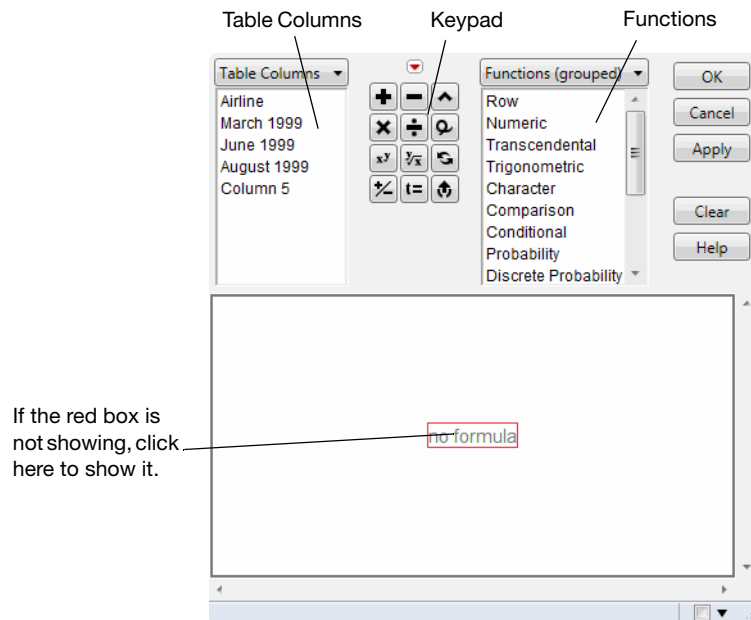 Table Columns Keypad Functions
Table Columns
Airline
March 1999
June 1999
August 1999
Column 5
x^y y√x
t=
Functions (grouped)
Row
Numeric
Transcendental
Trigonometric
Character
Comparison
Conditional
Probability
Discrete Probability
OK
Cancel
Apply
Clear
Help
If the red box is
not showing, click
here to show it.
no formula